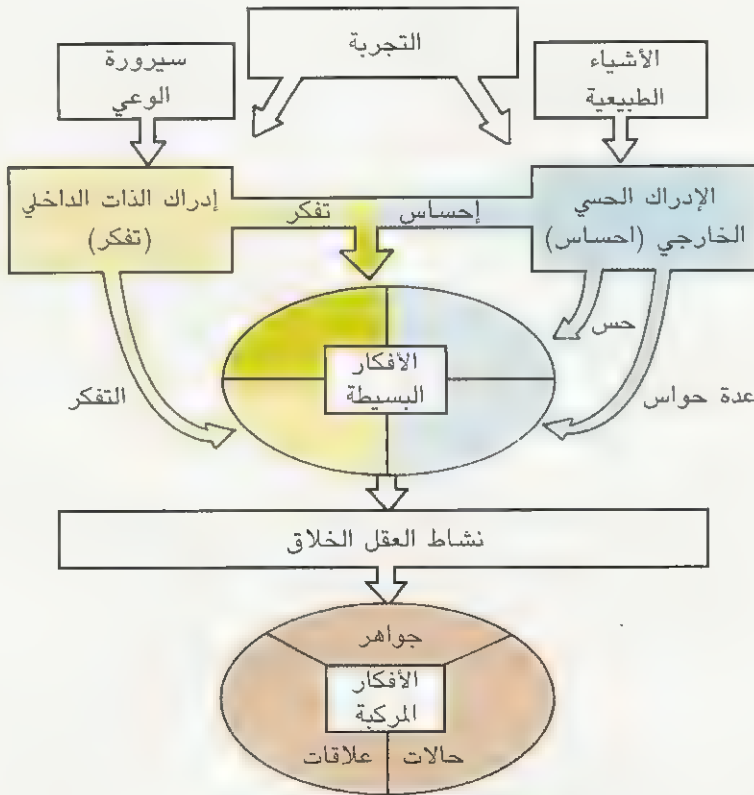 التجربة
الأشياء
الطبيعية
سيرورة
الوعي
الإدراك الحسي
الخارجي (احساس)
إحساس
تفكر
إدراك الذات الداخلي
(تفكر)
حس
عدة حواس
التفكر
الأفكار
البسيطة
نشاط العقل الخلاق
جواهر
الأفكار
المركبة
حالات
علاقات